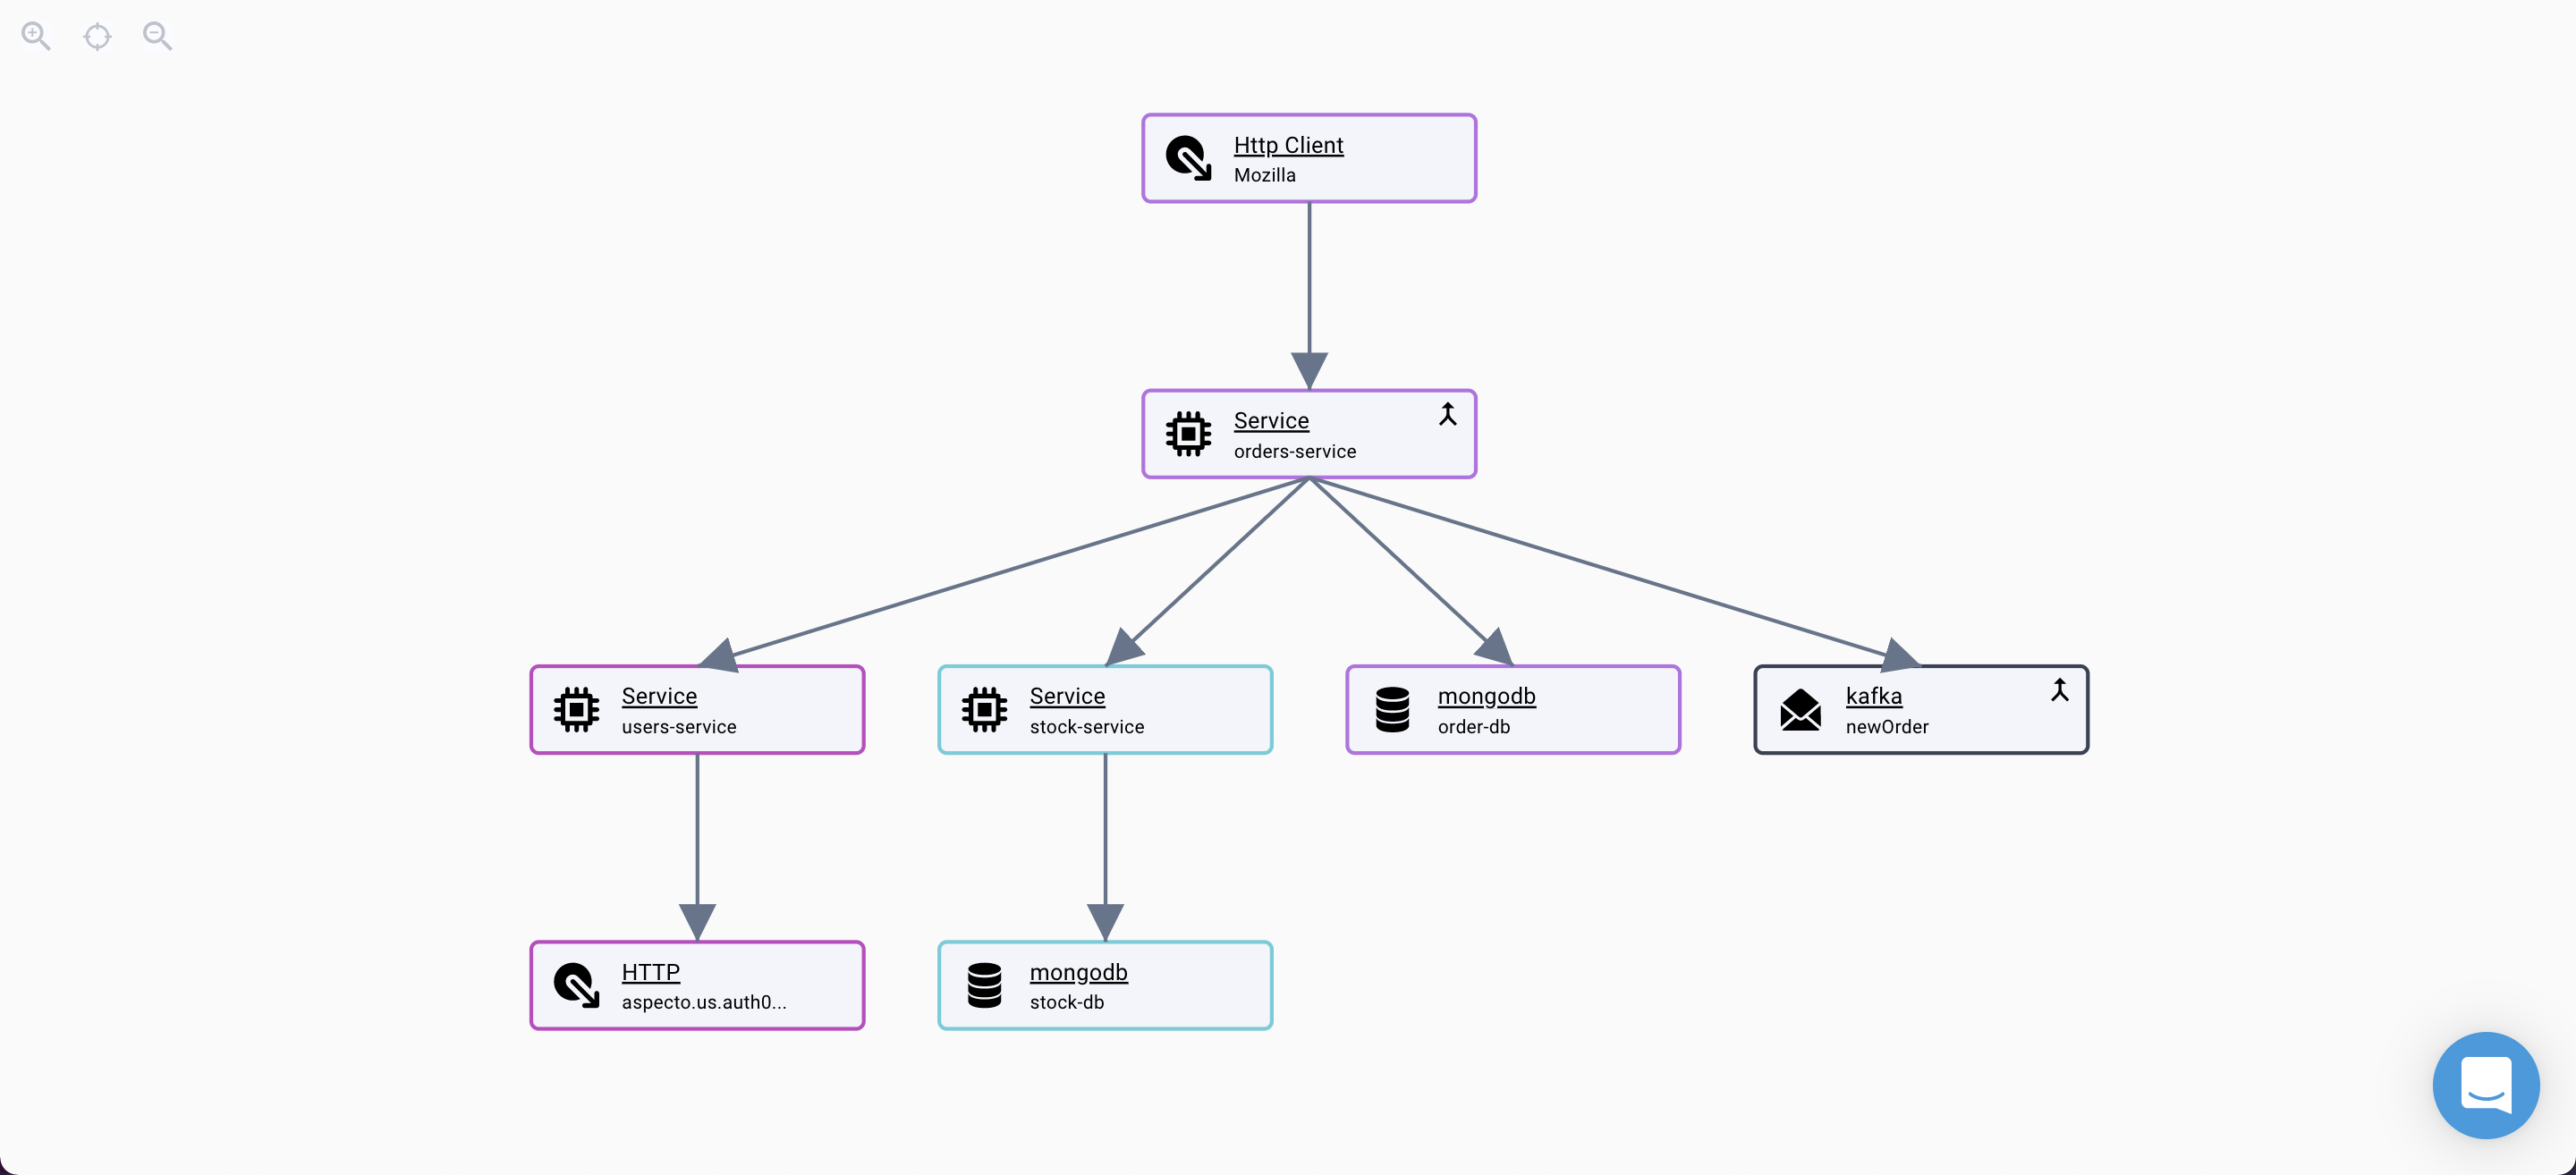 Http Client
Mozilla
Service
orders-service
Service
users-service
Service
stock-service
mongodb
order-db
kafka
newOrder
HTTP
aspecto.us.auth0...
mongodb
stock-db